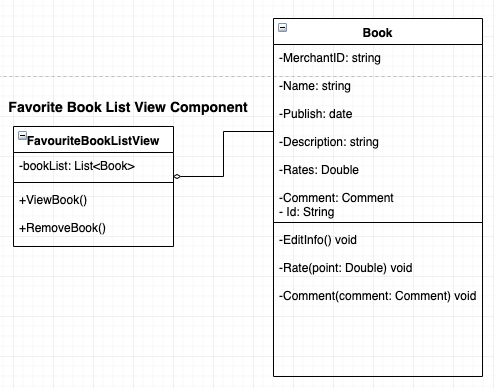 Book
-MerchantID: string
-Name: string
-Publish: date
-Description: string
-Rates: Double
-Comment: Comment
- Id: String
-EditInfo() void
-Rate(point: Double) void
-Comment(comment: Comment) void
Favorite Book List View Component
FavouriteBookListView
-bookList: List<Book>
+ViewBook()
+RemoveBook()